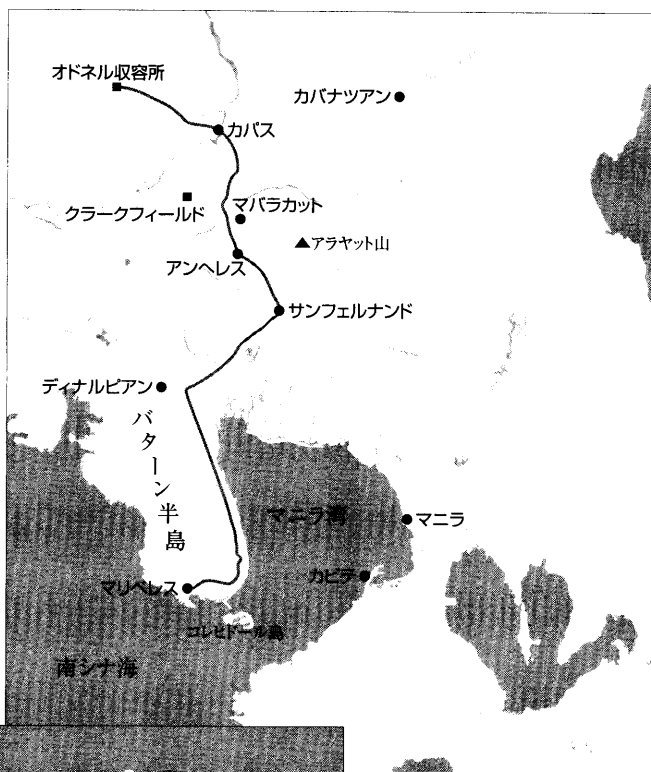 オドネル収容所
カバナツアン
カパス
クラークフィールド
マバラカット
アラヤット山
アンヘレス
サンフェルナンド
ディナルピアン
バターン半島
マニラ湾
マニラ
マリベレス
カビテ
コレヒドール島
南シナ海